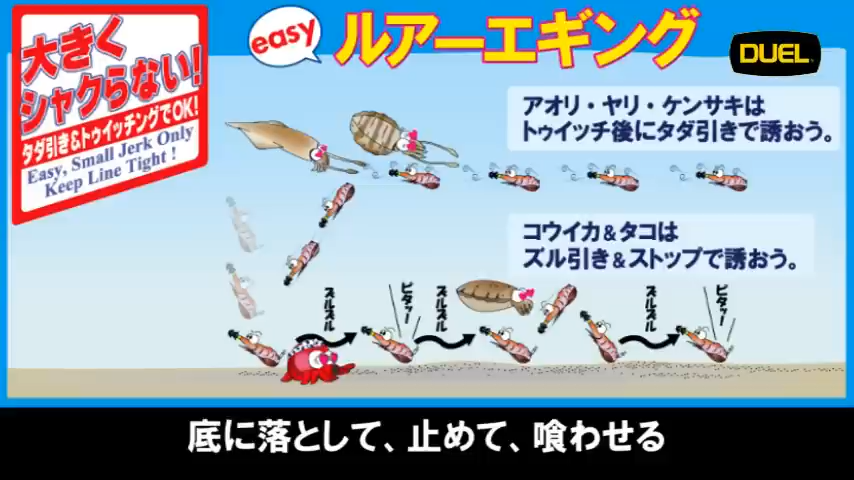 大きく
シャクらない!
タダ引き&トゥイッチングでOK!
Easy, Small Jerk Only
Keep Line Tight !
easy
ルアーエギング
DUEL
アオリ・ヤリ・ケンサキは
トゥイッチ後にタダ引きで誘おう。
コウイカ&タコは
ズル引き&ストップで誘おう。
ズルズル
ピタッー
ズルズル
ズルズル
ピタッー
底に落として、止めて、喰わせる